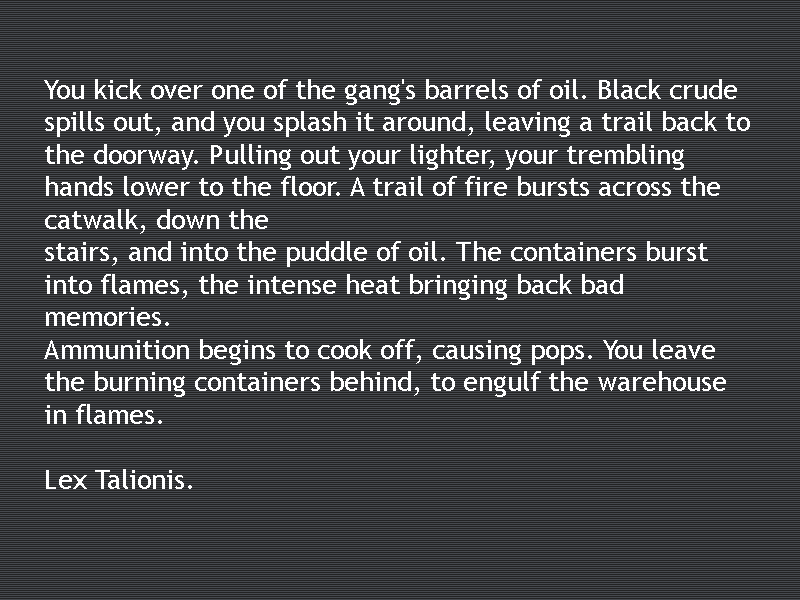 You kick over one of the gang's barrels of oil. Black crude
spills out, and you splash it around, leaving a trail back to
the doorway. Pulling out your lighter, your trembling
hands lower to the floor. A trail of fire bursts across the
catwalk, down the
stairs, and into the puddle of oil. The containers burst
into flames, the intense heat bringing back bad
memories.
Ammunition begins to cook off, causing pops. You leave
the burning containers behind, to engulf the warehouse
in flames.

Lex Talionis.